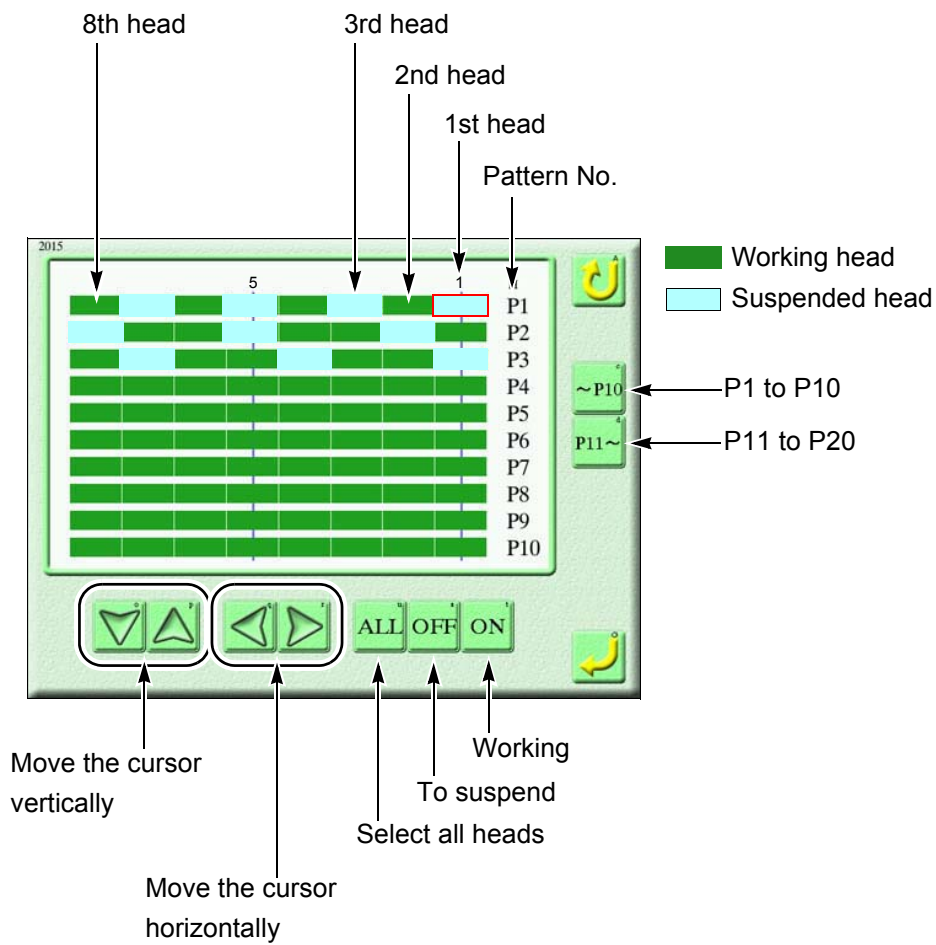 8th head
3rd head
2nd head
1st head
Pattern No.
2015
5
1
P1
P2
P3
P4
P5
P6
P7
P8
P9
P10
A
Working head
Suspended head
c
~P10
P1 to P10
d
P11~
P11 to P20
o
p
q
r
u
ALL
s
OFF
t
ON
Working
To suspend
Select all heads
Move the cursor
vertically
Move the cursor
horizontally